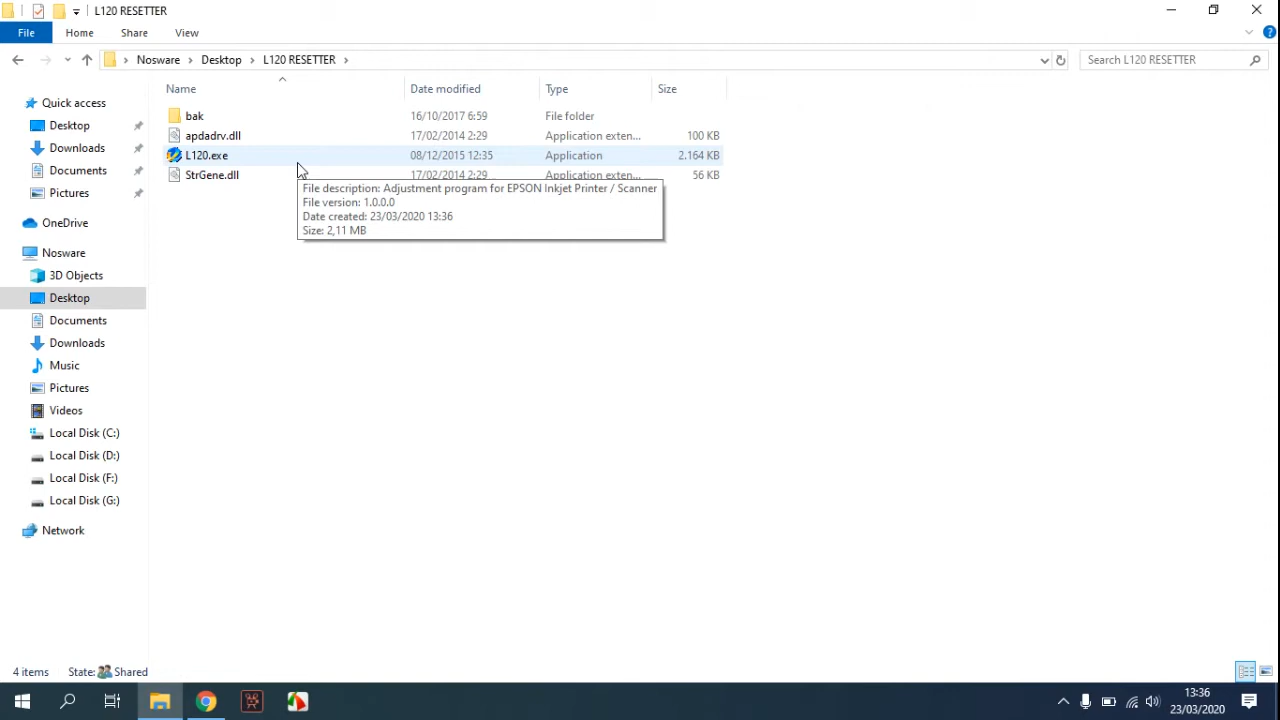 L120 RESETTER
File Home Share View
Nosware Desktop L120 RESETTER
Search L120 RESETTER
Name Date modified Type Size
Quick access
Desktop
Downloads
Documents
Pictures
OneDrive
Nosware
3D Objects
Desktop
Documents
Downloads
Music
Pictures
Videos
Local Disk (C:)
Local Disk (D:)
Local Disk (F:)
Local Disk (G:)
Network
bak 16/10/2017 6:59 File folder
apdadrv.dll 17/02/2014 2:29 Application exten... 100 KB
L120.exe 08/12/2015 12:35 Application 2.164 KB
StrGene.dll 17/02/2014 2:29 Application exten... 56 KB
File description: Adjustment program for EPSON Inkjet Printer / Scanner
File version: 1.0.0.0
Date created: 23/03/2020 13:36
Size: 2,11 MB
4 items State: Shared
13:36
23/03/2020